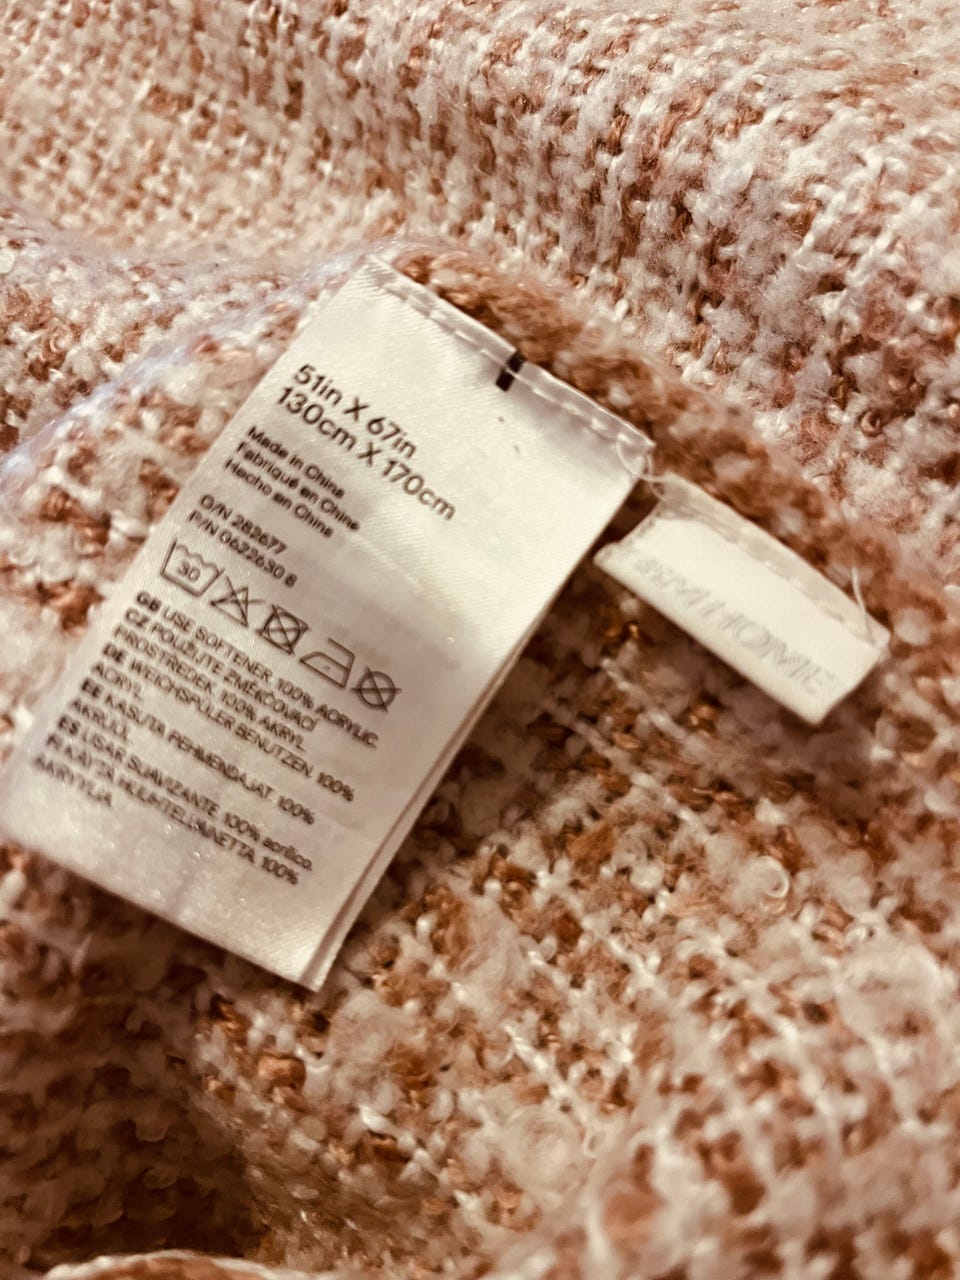 51in X 67in
130cm X 170cm
Made in China
Fabriqué en Chine
Hecho en China
O/N 282677
P/N 0622630 8
30
GB USE SOFTENER 100% ACRYLIC
CZ POUŽIJTE ZMĚKČOVACÍ
PROSTŘEDEK. 100% AKRYL
DE WEICHSPÜLER BENUTZEN. 100%
ACRYL
EE KASUTA PEHMENDAJAT. 100%
AKRÜÜL
ES USAR SUAVIZANTE. 100% acrílico.
FI KÄYTÄ HUUHTELUAINETTA. 100%
AKRYYLIA
H&M HOME